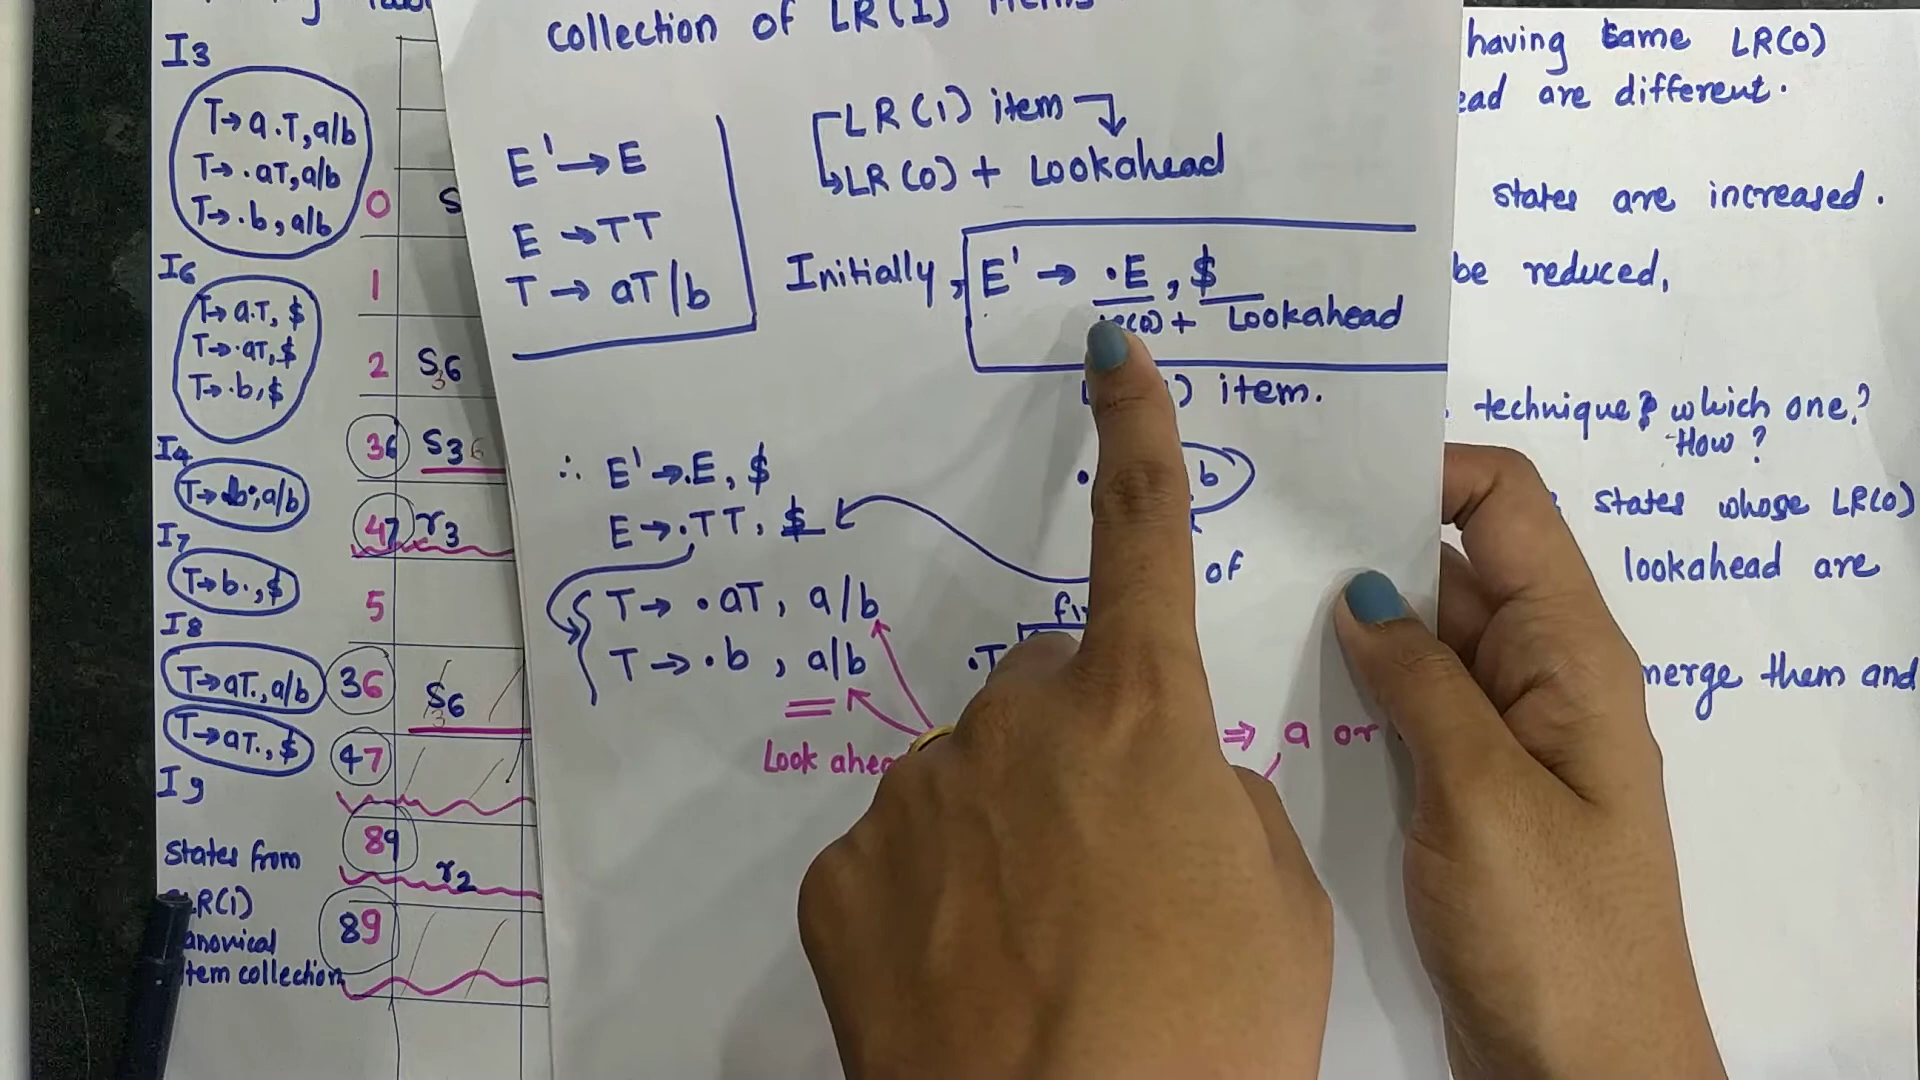 I3
T→a.T, a/b
T→.aT, a/b
T→.b, a/b
I6
T→a.T, $
T→.aT, $
T→.b, $
I4
T→b., a/b
I7
T→b., $
I8
T→aT., a/b
T→aT., $
I9
States from
LR(1)
item collection
0 S
1
2 S36
36 S36
47 r3
5
36 S36
47
89 r2
89
collection of LR(1) items
E' → E
E → TT
T → aT/b
LR(1) item
LR(0) + Lookahead
Initially, E' → .E, $
+ Lookahead
item.
∴ E' → .E, $
E → .TT, $
T → .aT, a/b
T → .b, a/b
b
of
.T
Look
⇒ a or
having same LR(0)
are different.
states are increased.
be reduced,
technique? which one?
How?
states whose LR(0)
lookahead are
merge them and